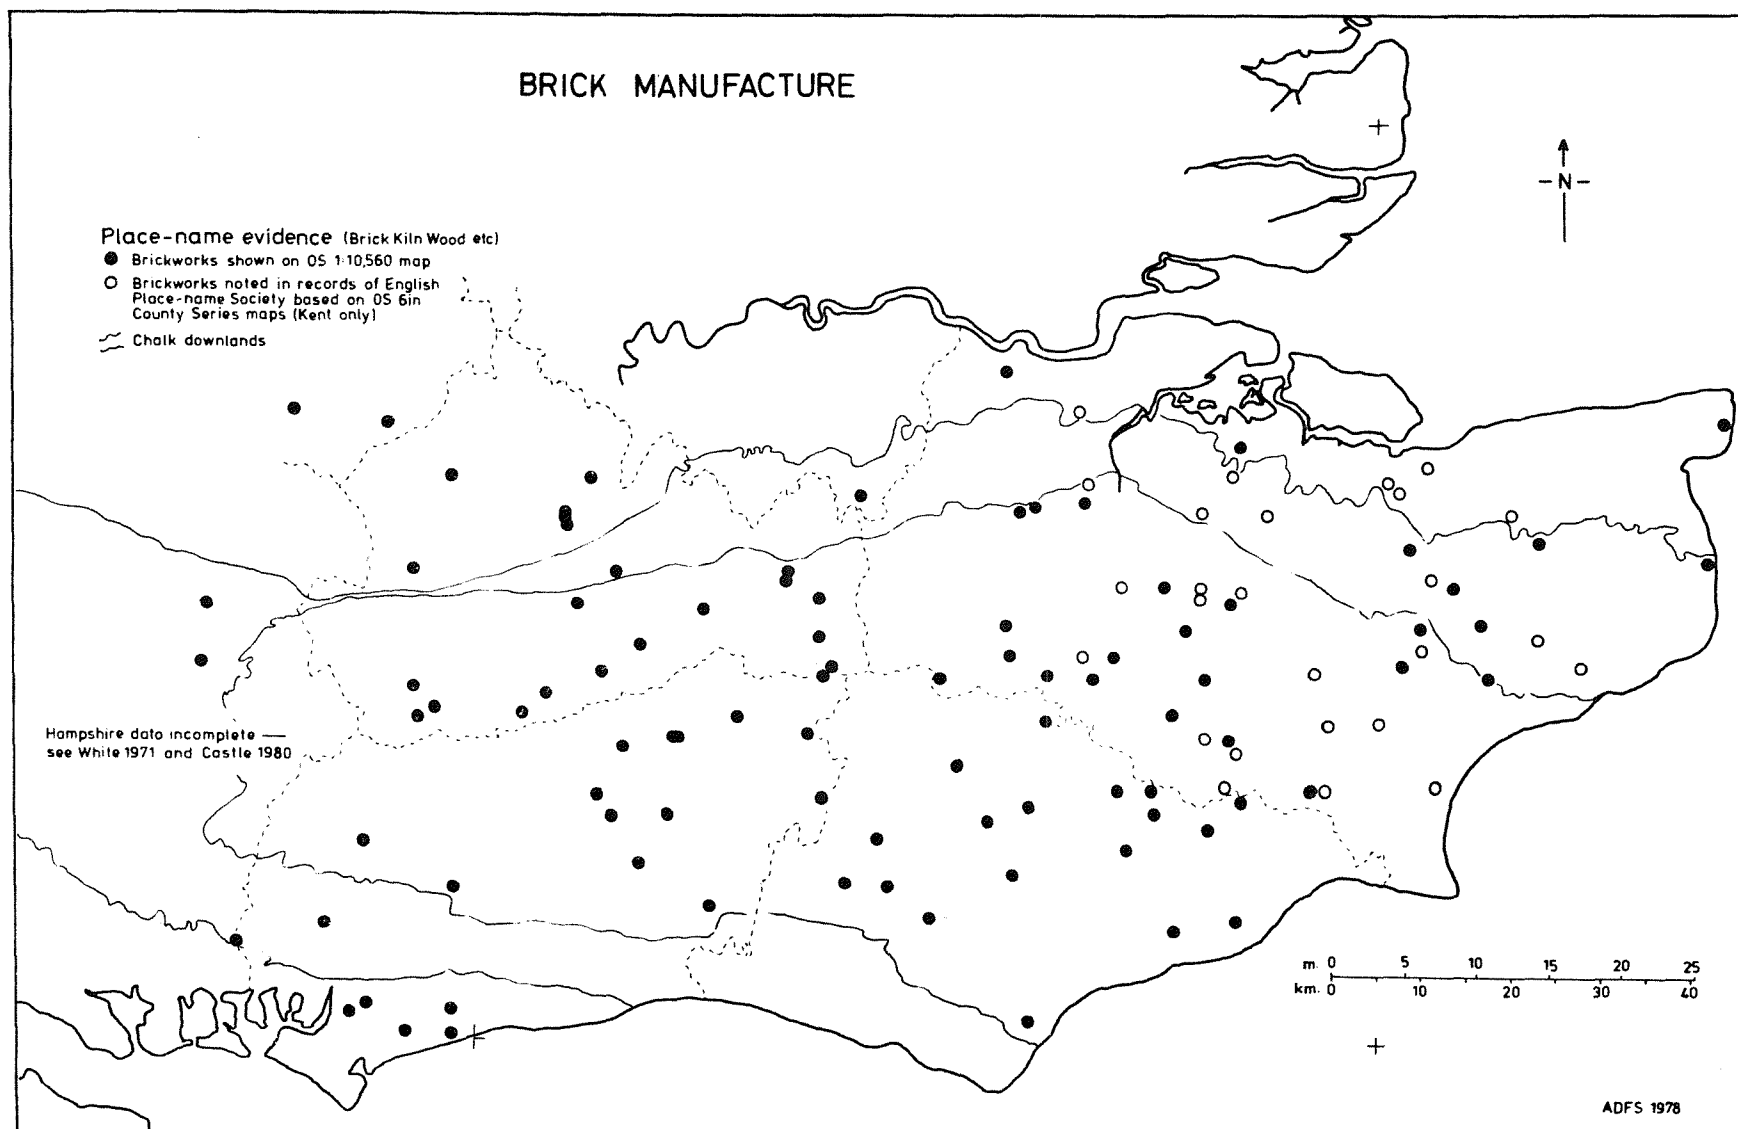 BRICK MANUFACTURE
- N -
Place-name evidence (Brick Kiln Wood etc)
Brickworks shown on OS 1:10,560 map
Brickworks noted in records of English
Place-name Society based on OS 6in
County Series maps (Kent only)
Chalk downlands
Hampshire data incomplete —
see White 1971 and Castle 1980
m. 0 5 10 15 20 25
km. 0 10 20 30 40
ADFS 1978